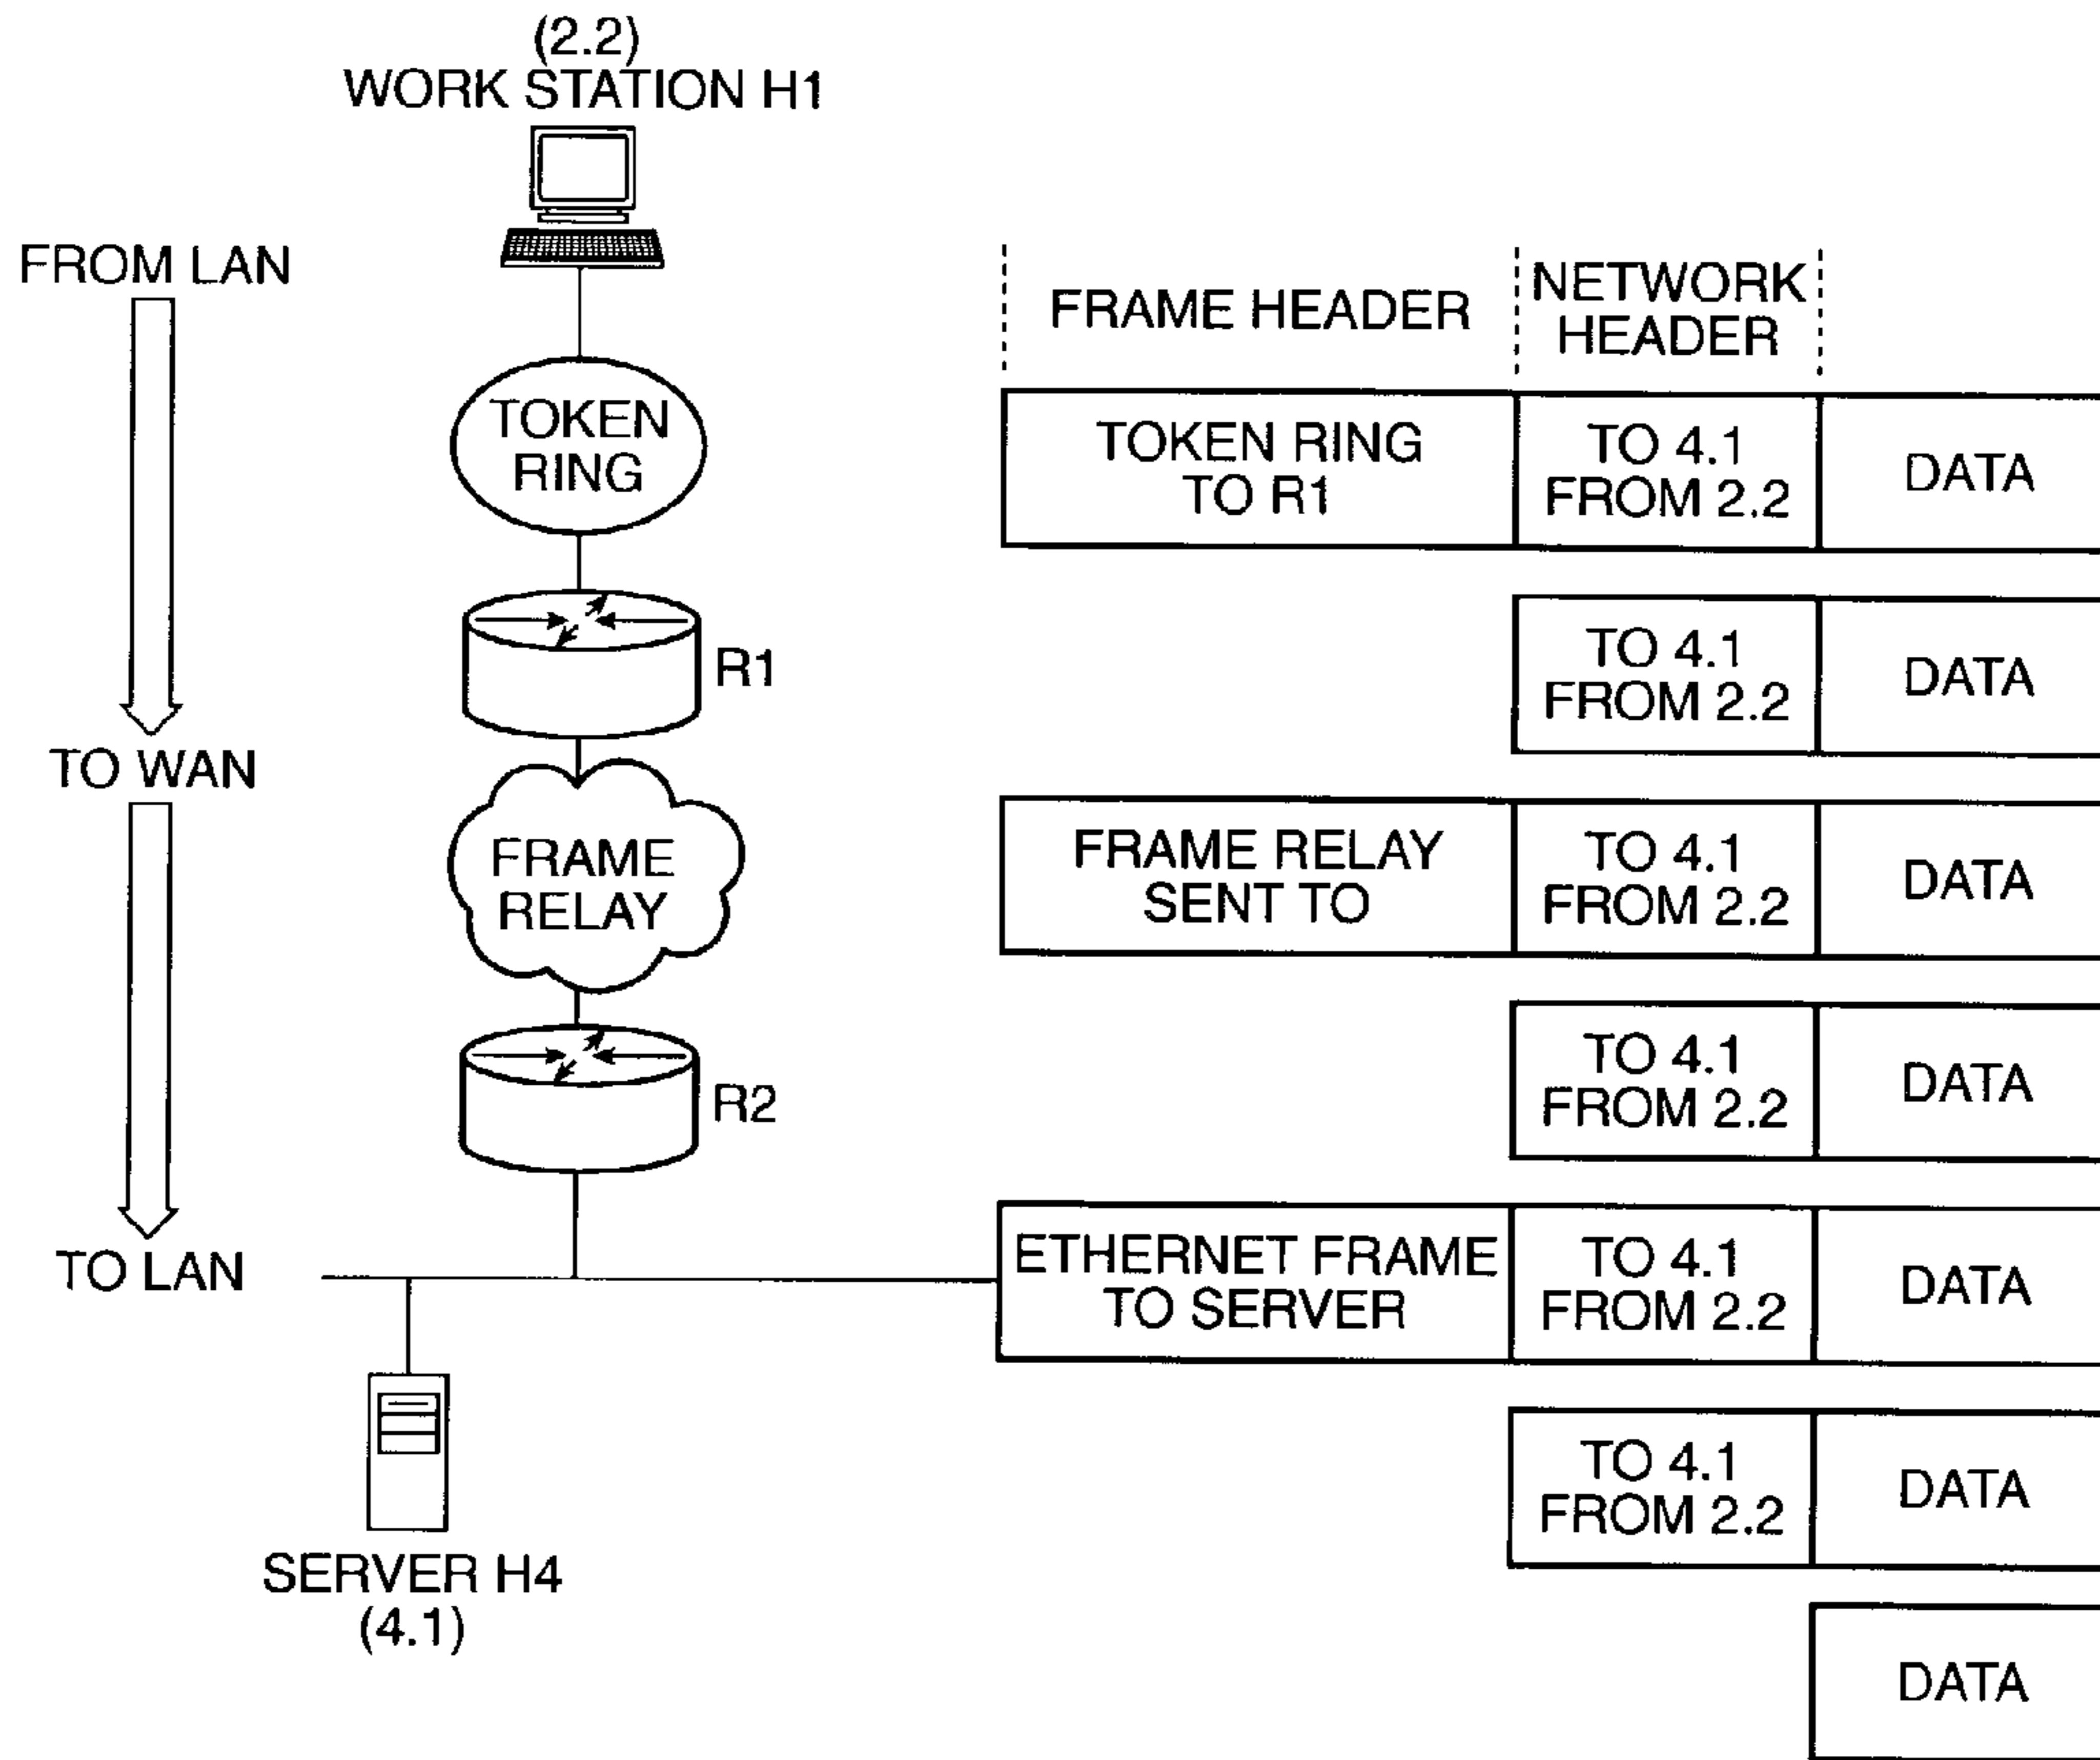 (2.2)
WORK STATION H1
FROM LAN
TOKEN
RING
R1
TO WAN
FRAME
RELAY
R2
TO LAN
SERVER H4
(4.1)
FRAME HEADER
NETWORK
HEADER
TOKEN RING
TO R1
TO 4.1
FROM 2.2
DATA
TO 4.1
FROM 2.2
DATA
FRAME RELAY
SENT TO
TO 4.1
FROM 2.2
DATA
TO 4.1
FROM 2.2
DATA
ETHERNET FRAME
TO SERVER
TO 4.1
FROM 2.2
DATA
TO 4.1
FROM 2.2
DATA
DATA